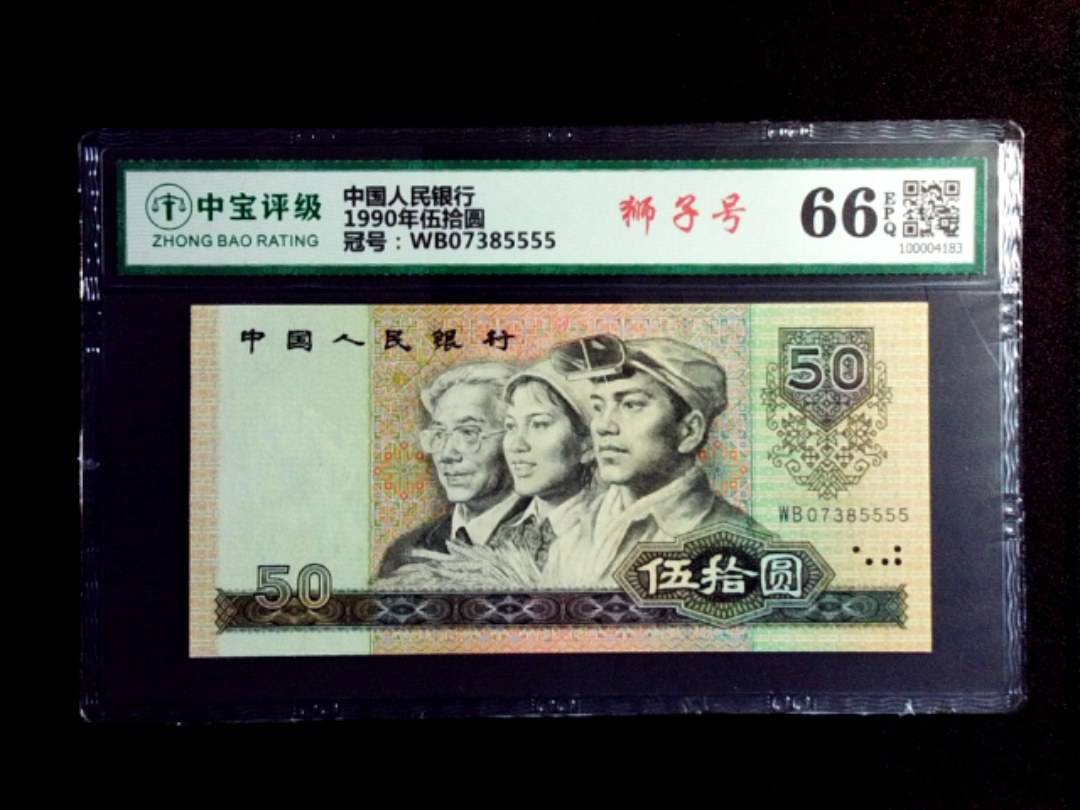 中宝评级
ZHONG BAO RATING
中国人民银行
1990年伍拾圆
冠号：WB07385555
狮子号
66
EPQ
100004183
中国人民银行
50
WB07385555
50
伍拾圆